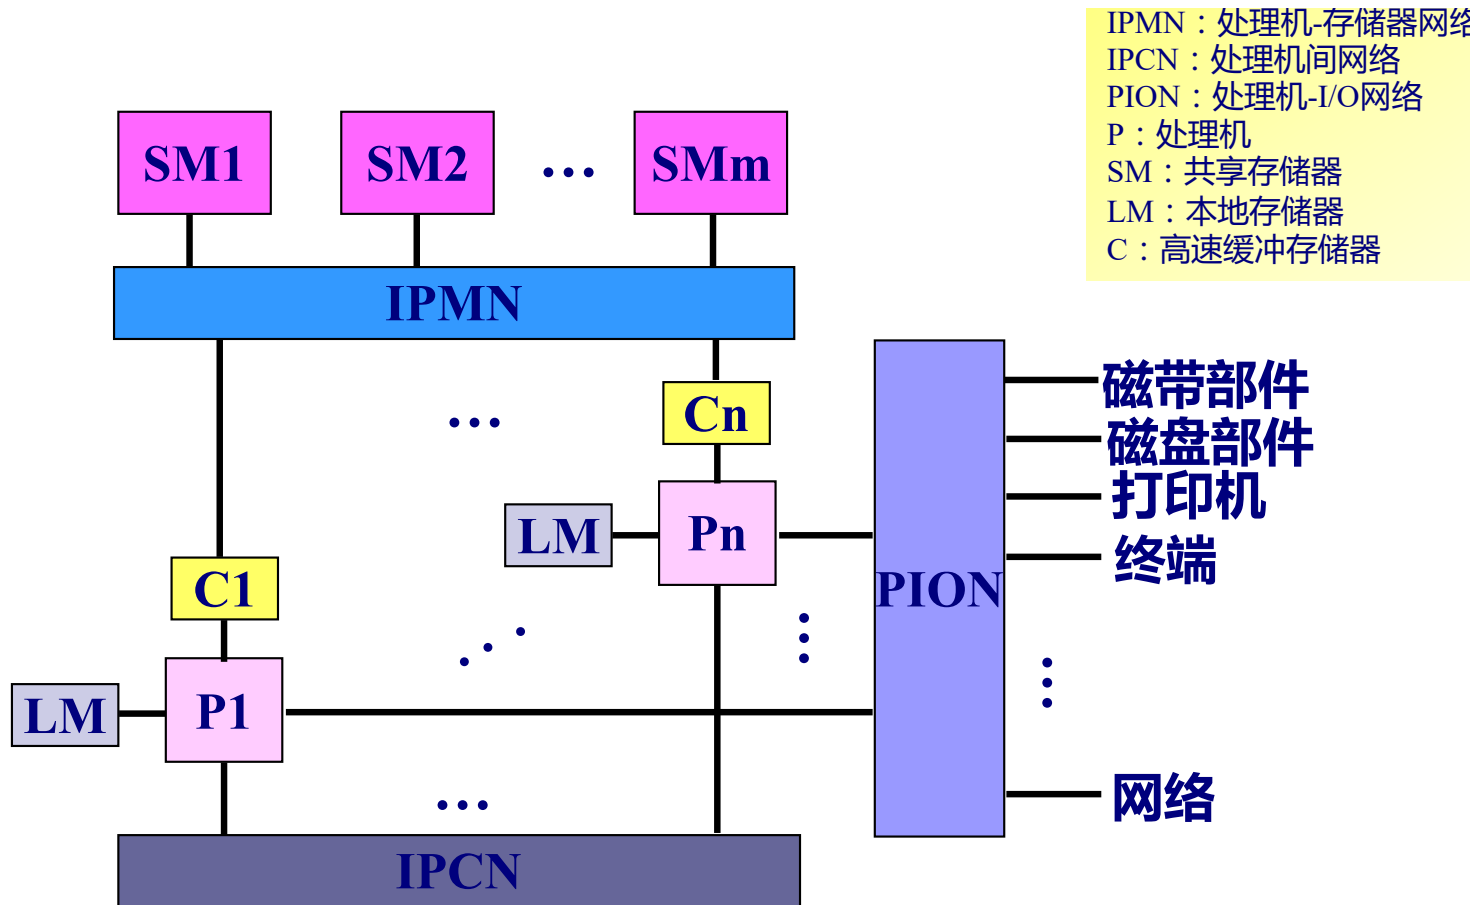 IPMN：处理机-存储器网络
IPCN：处理机间网络
PION：处理机-I/O网络
P：处理机
SM：共享存储器
LM：本地存储器
C：高速缓冲存储器
SM1 SM2 … SMm
IPMN
磁带部件
… Cn
磁盘部件
打印机
LM Pn
终端
C1
PION
LM P1
网络
…
IPCN